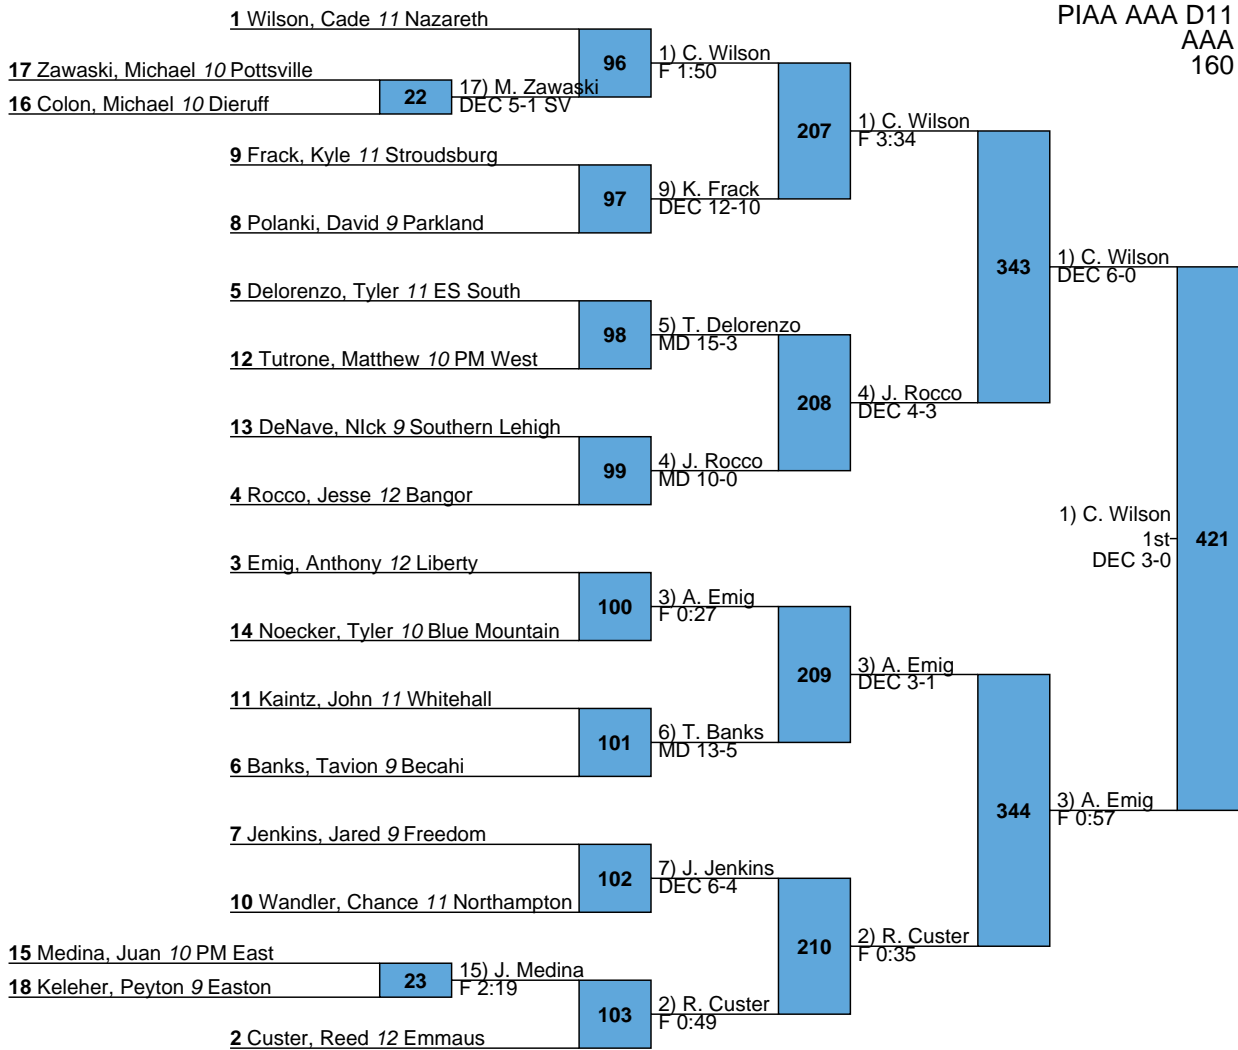 PIAA AAA D11
AAA
160
1 Wilson, Cade 11 Nazareth
17 Zawaski, Michael 10 Pottsville
16 Colon, Michael 10 Dieruff
22
17) M. Zawaski
DEC 5-1 SV
96
1) C. Wilson
F 1:50
9 Frack, Kyle 11 Stroudsburg
8 Polanki, David 9 Parkland
97
9) K. Frack
DEC 12-10
207
1) C. Wilson
F 3:34
5 Delorenzo, Tyler 11 ES South
12 Tutrone, Matthew 10 PM West
98
5) T. Delorenzo
MD 15-3
13 DeNave, NIck 9 Southern Lehigh
4 Rocco, Jesse 12 Bangor
99
4) J. Rocco
MD 10-0
208
4) J. Rocco
DEC 4-3
343
1) C. Wilson
DEC 6-0
3 Emig, Anthony 12 Liberty
14 Noecker, Tyler 10 Blue Mountain
100
3) A. Emig
F 0:27
11 Kaintz, John 11 Whitehall
6 Banks, Tavion 9 Becahi
101
6) T. Banks
MD 13-5
209
3) A. Emig
DEC 3-1
7 Jenkins, Jared 9 Freedom
10 Wandler, Chance 11 Northampton
102
7) J. Jenkins
DEC 6-4
15 Medina, Juan 10 PM East
18 Keleher, Peyton 9 Easton
23
15) J. Medina
F 2:19
2 Custer, Reed 12 Emmaus
103
2) R. Custer
F 0:49
210
2) R. Custer
F 0:35
344
3) A. Emig
F 0:57
1) C. Wilson
1st
DEC 3-0
421